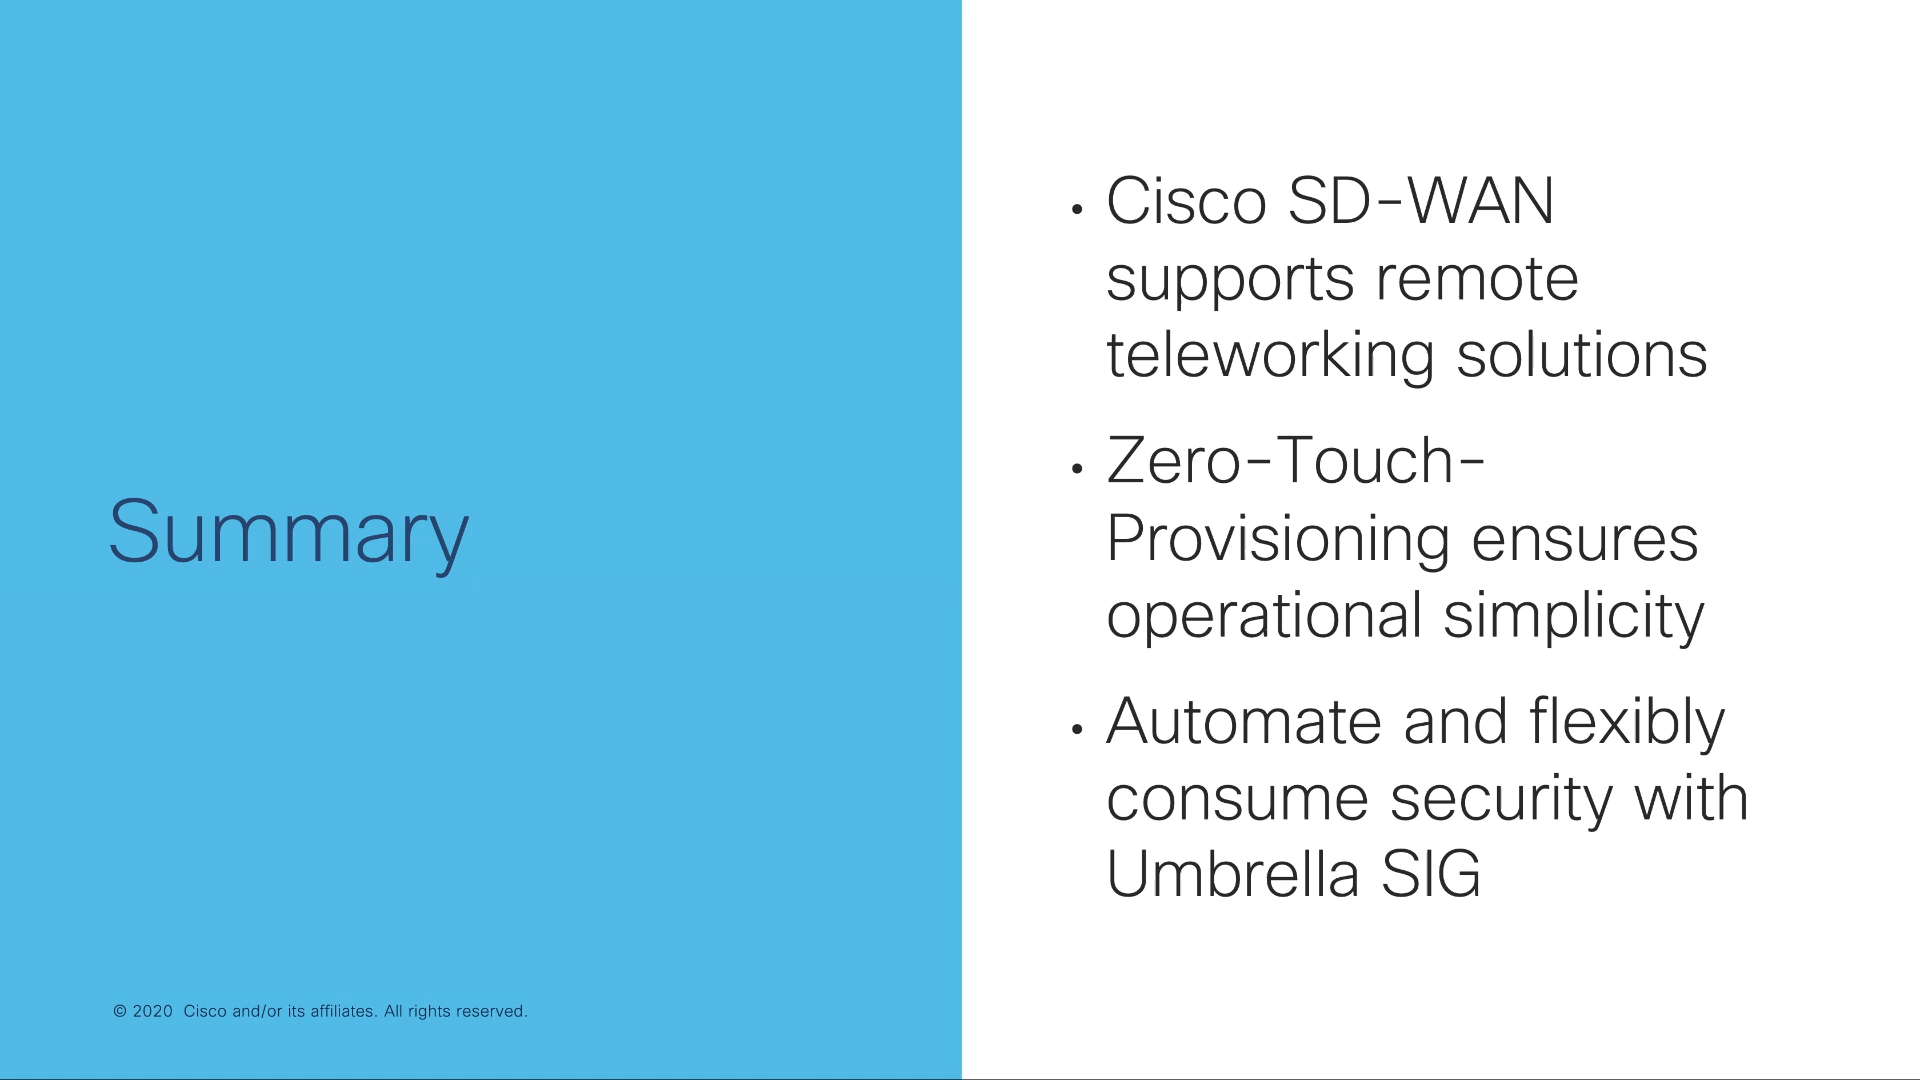 Summary
• Cisco SD-WAN
supports remote
teleworking solutions
• Zero-Touch-
Provisioning ensures
operational simplicity
• Automate and flexibly
consume security with
Umbrella SIG
© 2020 Cisco and/or its affiliates. All rights reserved.